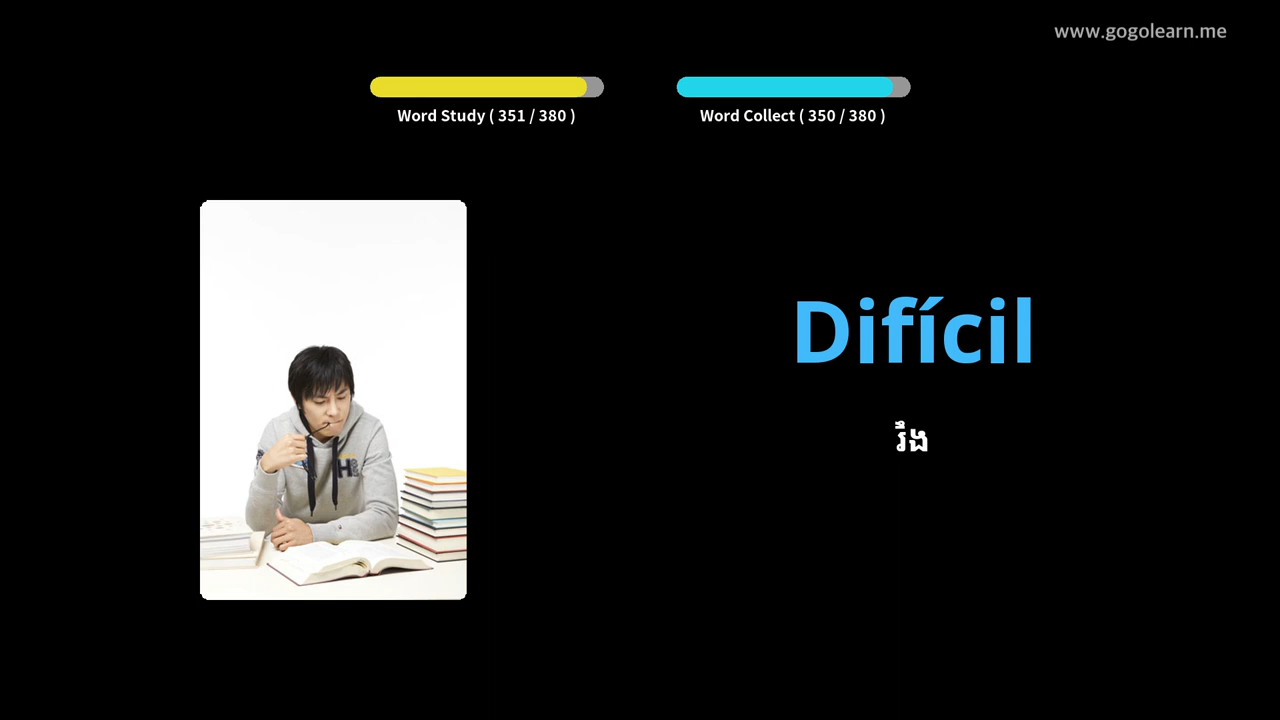 www.gogolearn.me
Word Study ( 351 / 380 )
Word Collect ( 350 / 380 )
Difícil
រឹង
H